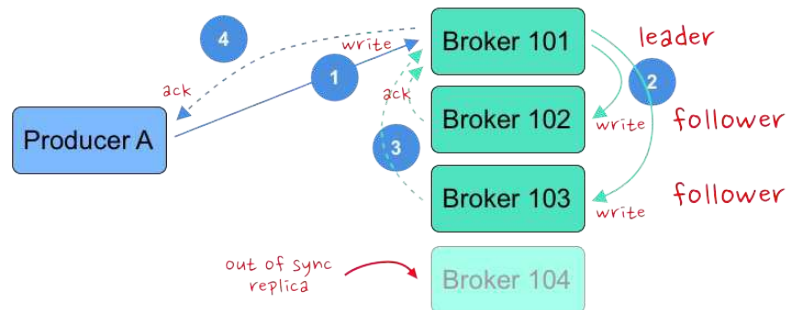 4
write
Broker 101
leader
1
ack
2
ack
Producer A
Broker 102
write
follower
3
Broker 103
write
follower
out of sync
replica
Broker 104